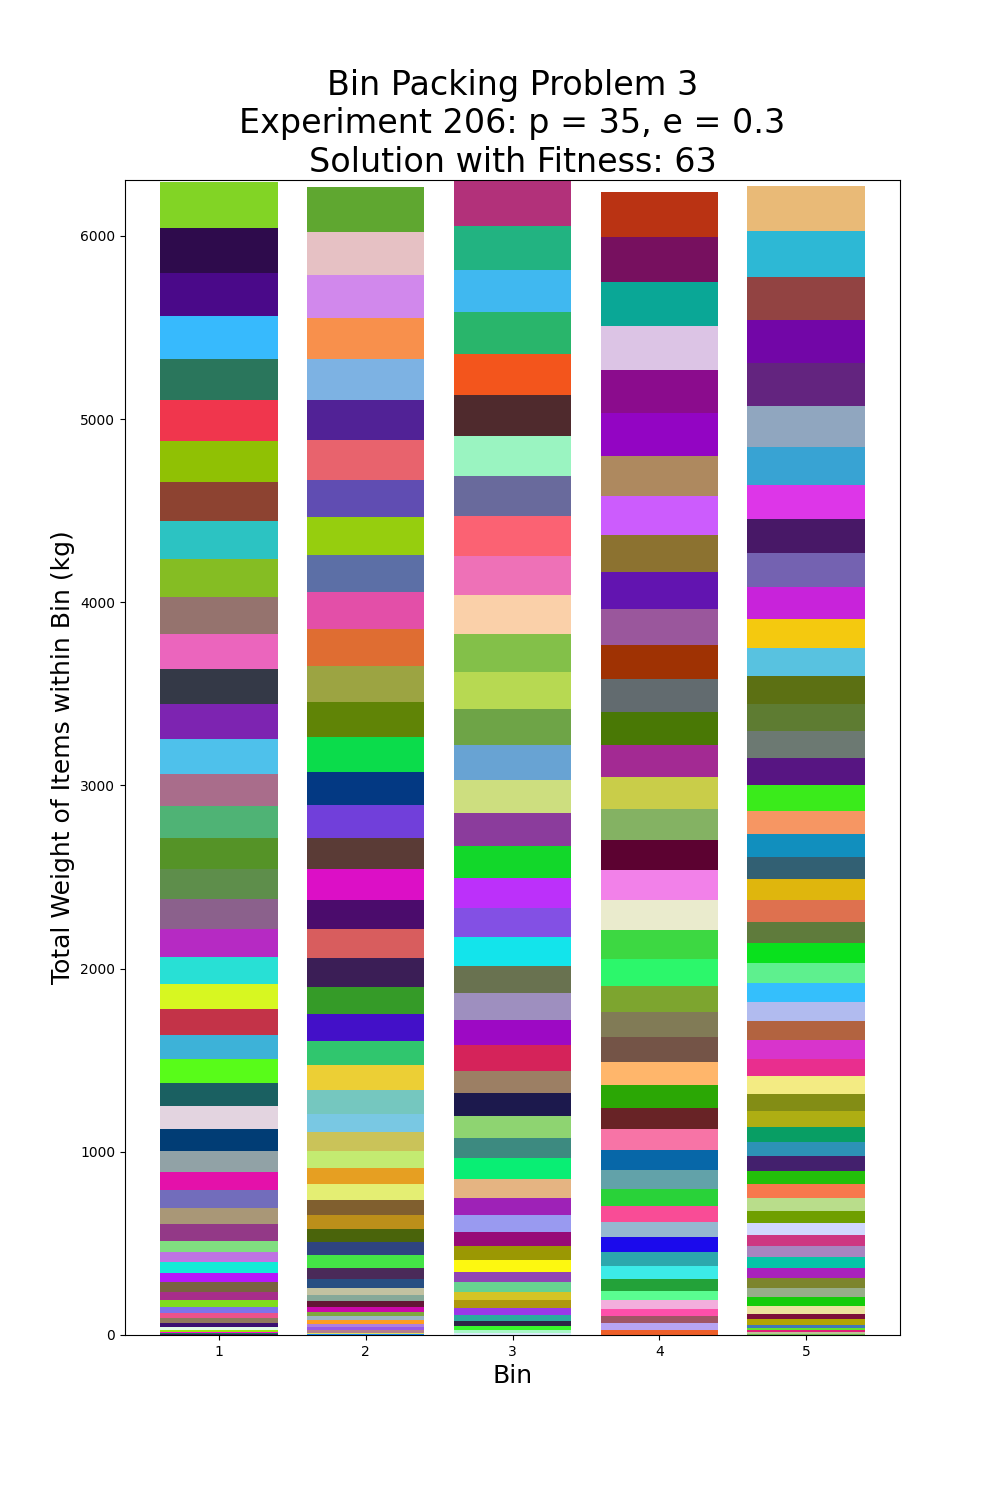 Bin Packing Problem 3
Experiment 206: p = 35, e = 0.3
Solution with Fitness: 63
Total Weight of Items within Bin (kg)
6000
5000
4000
3000
2000
1000
0
1 2 3 4 5
Bin